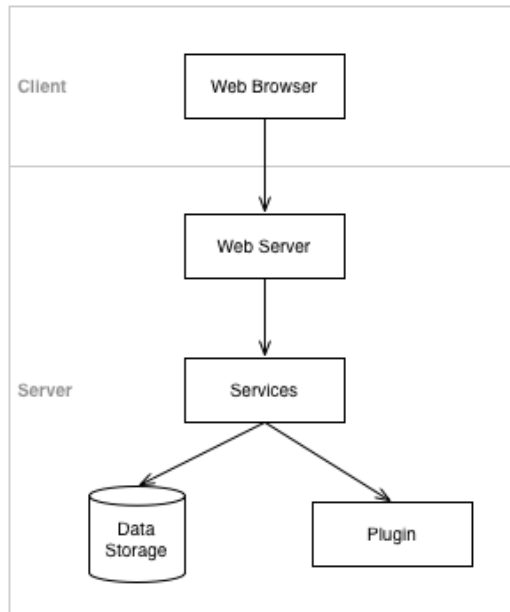 Client
Web Browser
Web Server
Server
Services
Data
Storage
Plugin